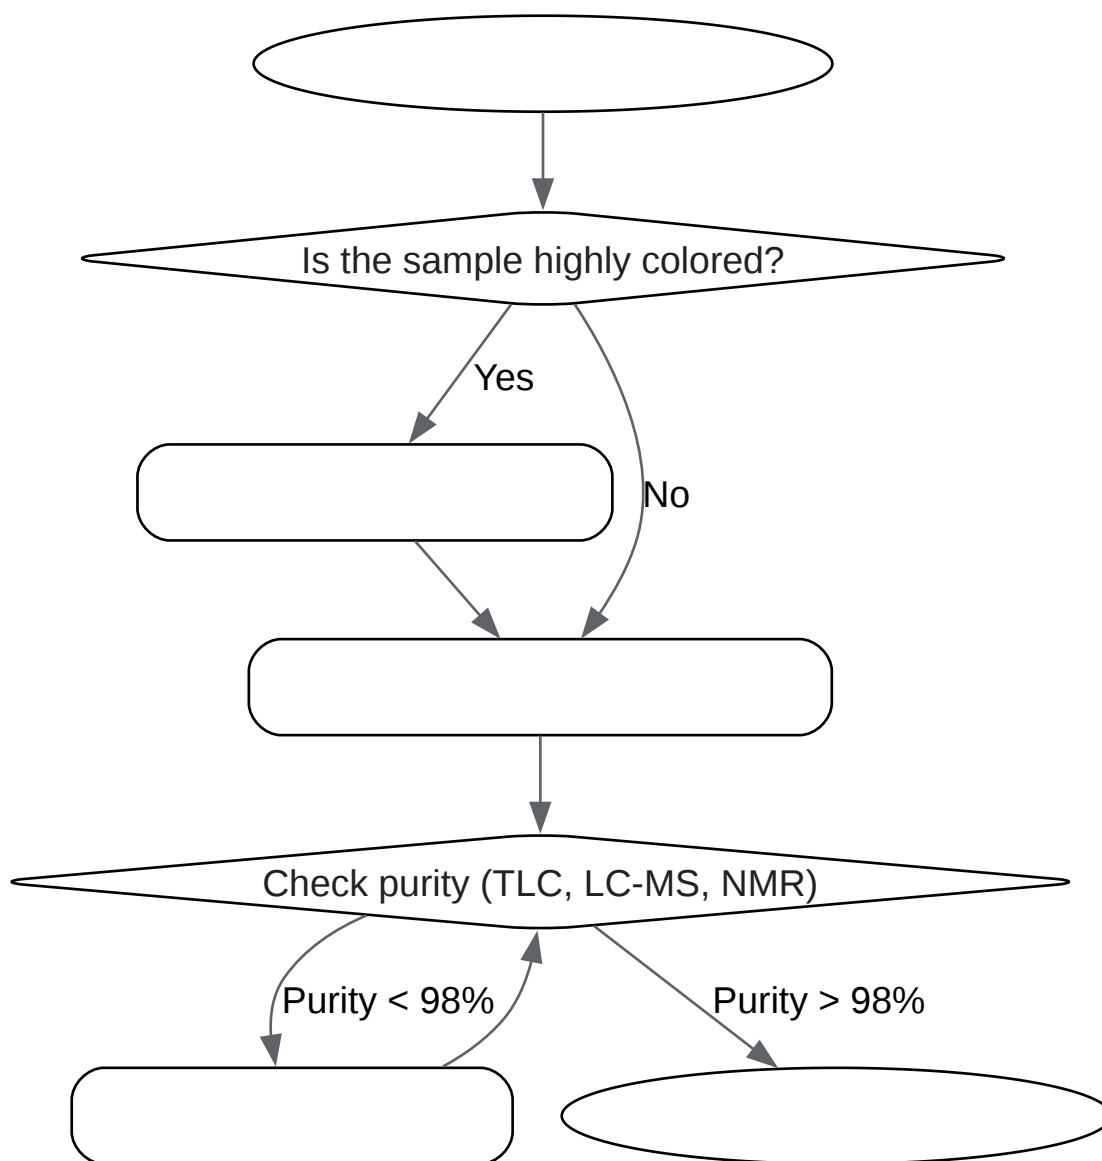 Is the sample highly colored?
Yes
No
Check purity (TLC, LC-MS, NMR)
Purity < 98%
Purity > 98%